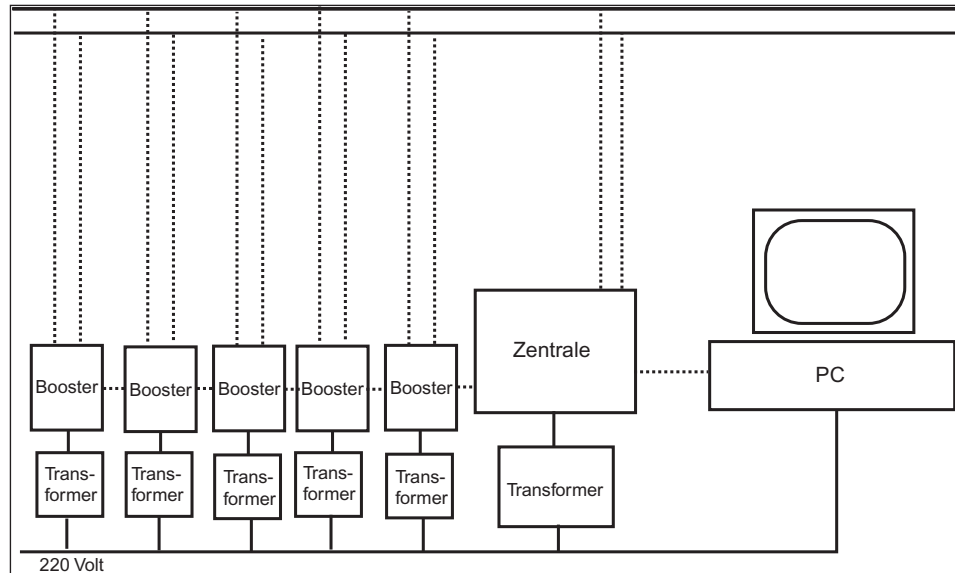 Zentrale
PC
Booster
Booster
Booster
Booster
Booster
Trans-
former
Trans-
former
Trans-
former
Trans-
former
Trans-
former
Transformer
220 Volt